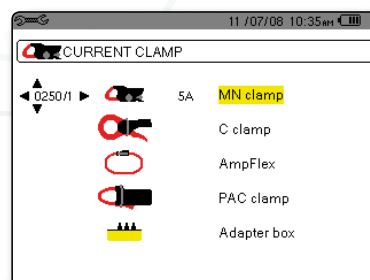 11/07/08 10:35AM
CURRENT CLAMP
0250/1 5A MN clamp
C clamp
AmpFlex
PAC clamp
Adapter box